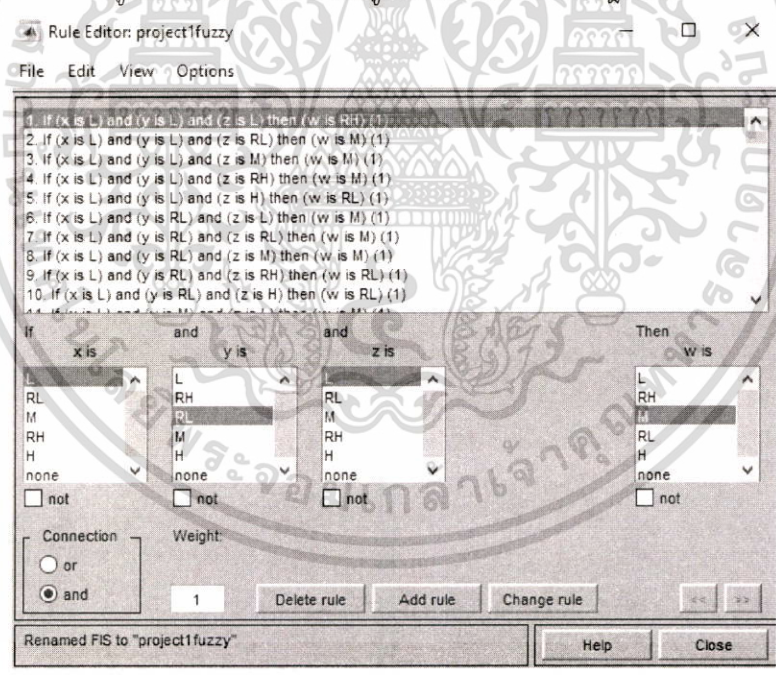 Rule Editor: project1fuzzy
File Edit View Options
1. If (x is L) and (y is L) and (z is L) then (w is RH) (1)
2. If (x is L) and (y is L) and (z is RL) then (w is M) (1)
3. If (x is L) and (y is L) and (z is M) then (w is M) (1)
4. If (x is L) and (y is L) and (z is RH) then (w is M) (1)
5. If (x is L) and (y is L) and (z is H) then (w is RL) (1)
6. If (x is L) and (y is RL) and (z is L) then (w is M) (1)
7. If (x is L) and (y is RL) and (z is RL) then (w is M) (1)
8. If (x is L) and (y is RL) and (z is M) then (w is M) (1)
9. If (x is L) and (y is RL) and (z is RH) then (w is RL) (1)
10. If (x is L) and (y is RL) and (z is H) then (w is RL) (1)
If and and Then
x is y is z is w is
L
RL
M
RH
H
none
not
L
RH
RL
M
H
none
not
L
RL
M
RH
H
none
not
L
RH
M
RL
H
none
not
Connection
or
and
Weight:
1 Delete rule Add rule Change rule << >>
Renamed FIS to "project1fuzzy" Help Close